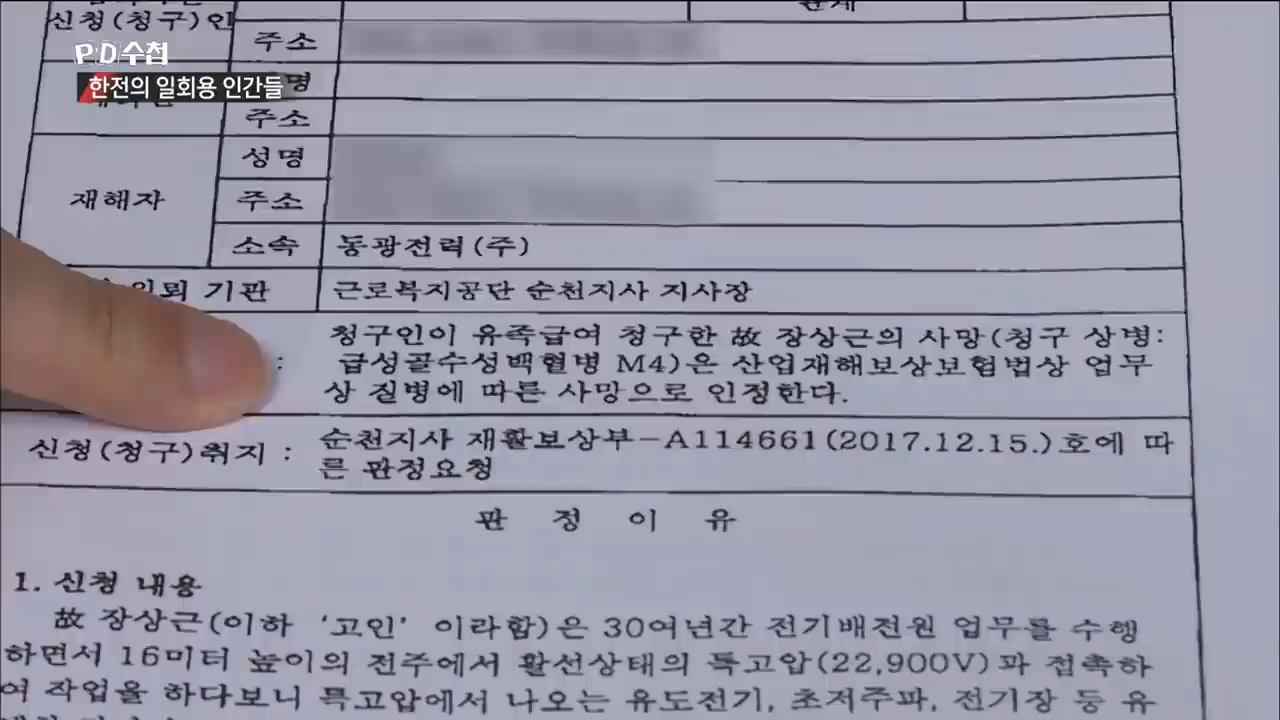 신청(청구)인
주소
PD수첩
한전의 일회용 인간들
명
주소
성명
재해자
주소
소속 동광전력(주)
기관 근로복지공단 순천지사 지사장
: 청구인이 유족급여 청구한 故 장상근의 사망(청구 상병:
급성골수성백혈병 M4)은 산업재해보상보험법상 업무
상 질병에 따른 사망으로 인정한다.
신청(청구)취지 : 순천지사 재활보상부-A114661(2017.12.15.)호에 따
른 판정요청
판 정 이 유
1. 신청 내용
故 장상근(이하 '고인' 이라함)은 30여년간 전기배전원 업무를 수행
하면서 16미터 높이의 전주에서 활선상태의 특고압(22,900V)과 접촉하
여 작업을 하다보니 특고압에서 나오는 유도전기, 초저주파, 전기장 등 유